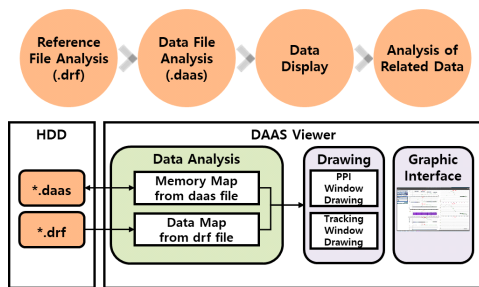 Reference
File Analysis
(.drf)
Data File
Analysis
(.daas)
Data
Display
Analysis of
Related Data
HDD
*.daas
*.drf
DAAS Viewer
Data Analysis
Memory Map
from daas file
Data Map
from drf file
Drawing
PPI
Window
Drawing
Tracking
Window
Drawing
Graphic
Interface